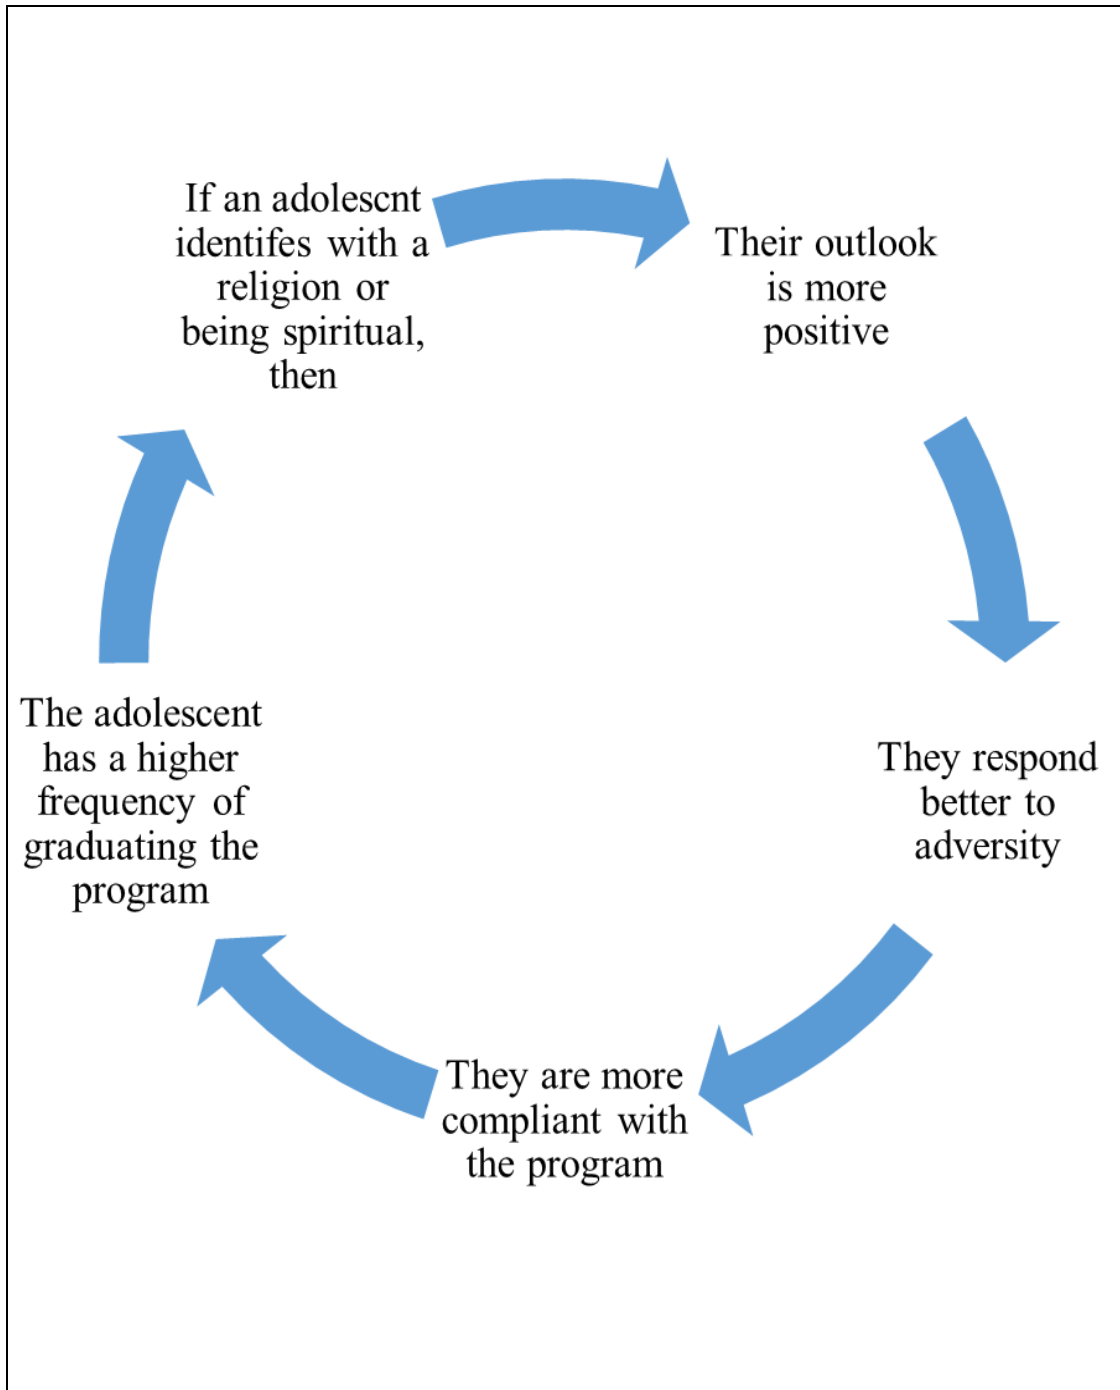 If an adolescnt
identifes with a
religion or
being spiritual,
then
Their outlook
is more
positive
They respond
better to
adversity
They are more
compliant with
the program
The adolescent
has a higher
frequency of
graduating the
program